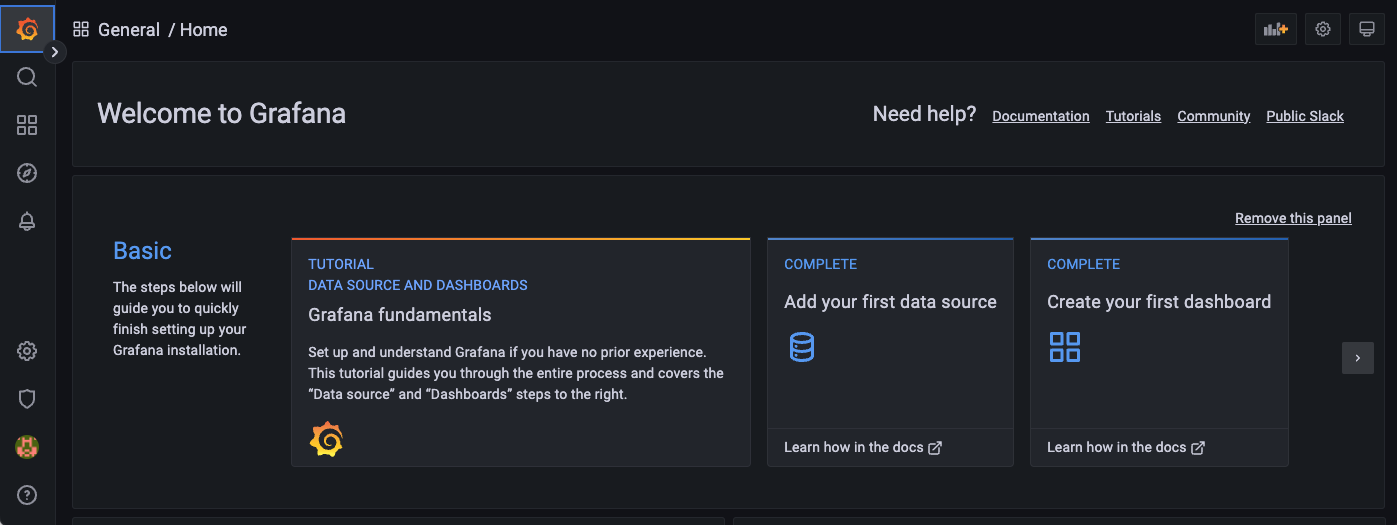 General / Home
Welcome to Grafana
Need help? Documentation Tutorials Community Public Slack
Remove this panel
Basic
The steps below will
guide you to quickly
finish setting up your
Grafana installation.
TUTORIAL
DATA SOURCE AND DASHBOARDS
Grafana fundamentals
Set up and understand Grafana if you have no prior experience.
This tutorial guides you through the entire process and covers the
“Data source” and “Dashboards” steps to the right.
COMPLETE
Add your first data source
Learn how in the docs
COMPLETE
Create your first dashboard
Learn how in the docs